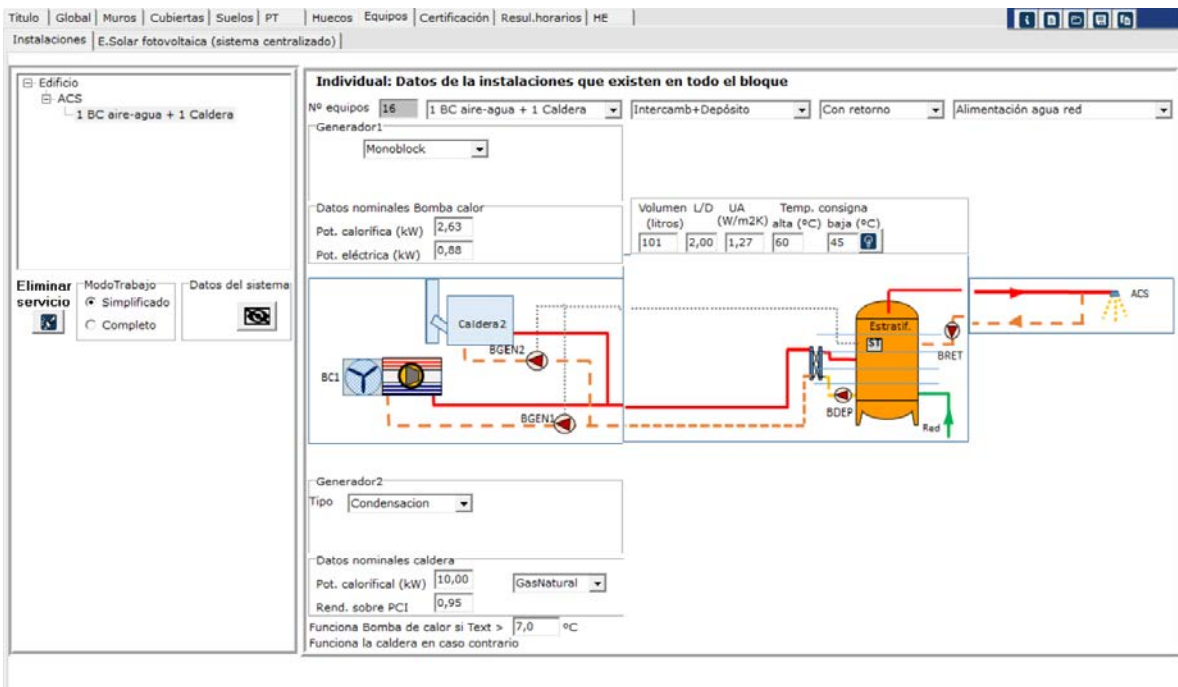 Titulo | Global | Muros | Cubiertas | Suelos | PT | Huecos Equipos | Certificación | Resul.horarios | HE
Instalaciones | E.Solar fotovoltaica (sistema centralizado)
Edificio
ACS
1 BC aire-agua + 1 Caldera
Eliminar servicio
ModoTrabajo
Simplificado
Completo
Datos del sistema
Individual: Datos de la instalaciones que existen en todo el bloque
Nº equipos 16 1 BC aire-agua + 1 Caldera Intercamb+Depósito Con retorno Alimentación agua red
Generador1
Monoblock
Datos nominales Bomba calor
Pot. calorífica (kW) 2,63
Pot. eléctrica (kW) 0,88
Volumen L/D UA Temp. consigna
(litros) (W/m2K) alta (ºC) baja (ºC)
101 2,00 1,27 60 45
Caldera2
BGEN2
BC1
BGEN1
Estratif.
ST
BRET
BDEP
Red
ACS
Generador2
Tipo Condensacion
Datos nominales caldera
Pot. calorifical (kW) 10,00 GasNatural
Rend. sobre PCI 0,95
Funciona Bomba de calor si Text > 7,0 ºC
Funciona la caldera en caso contrario